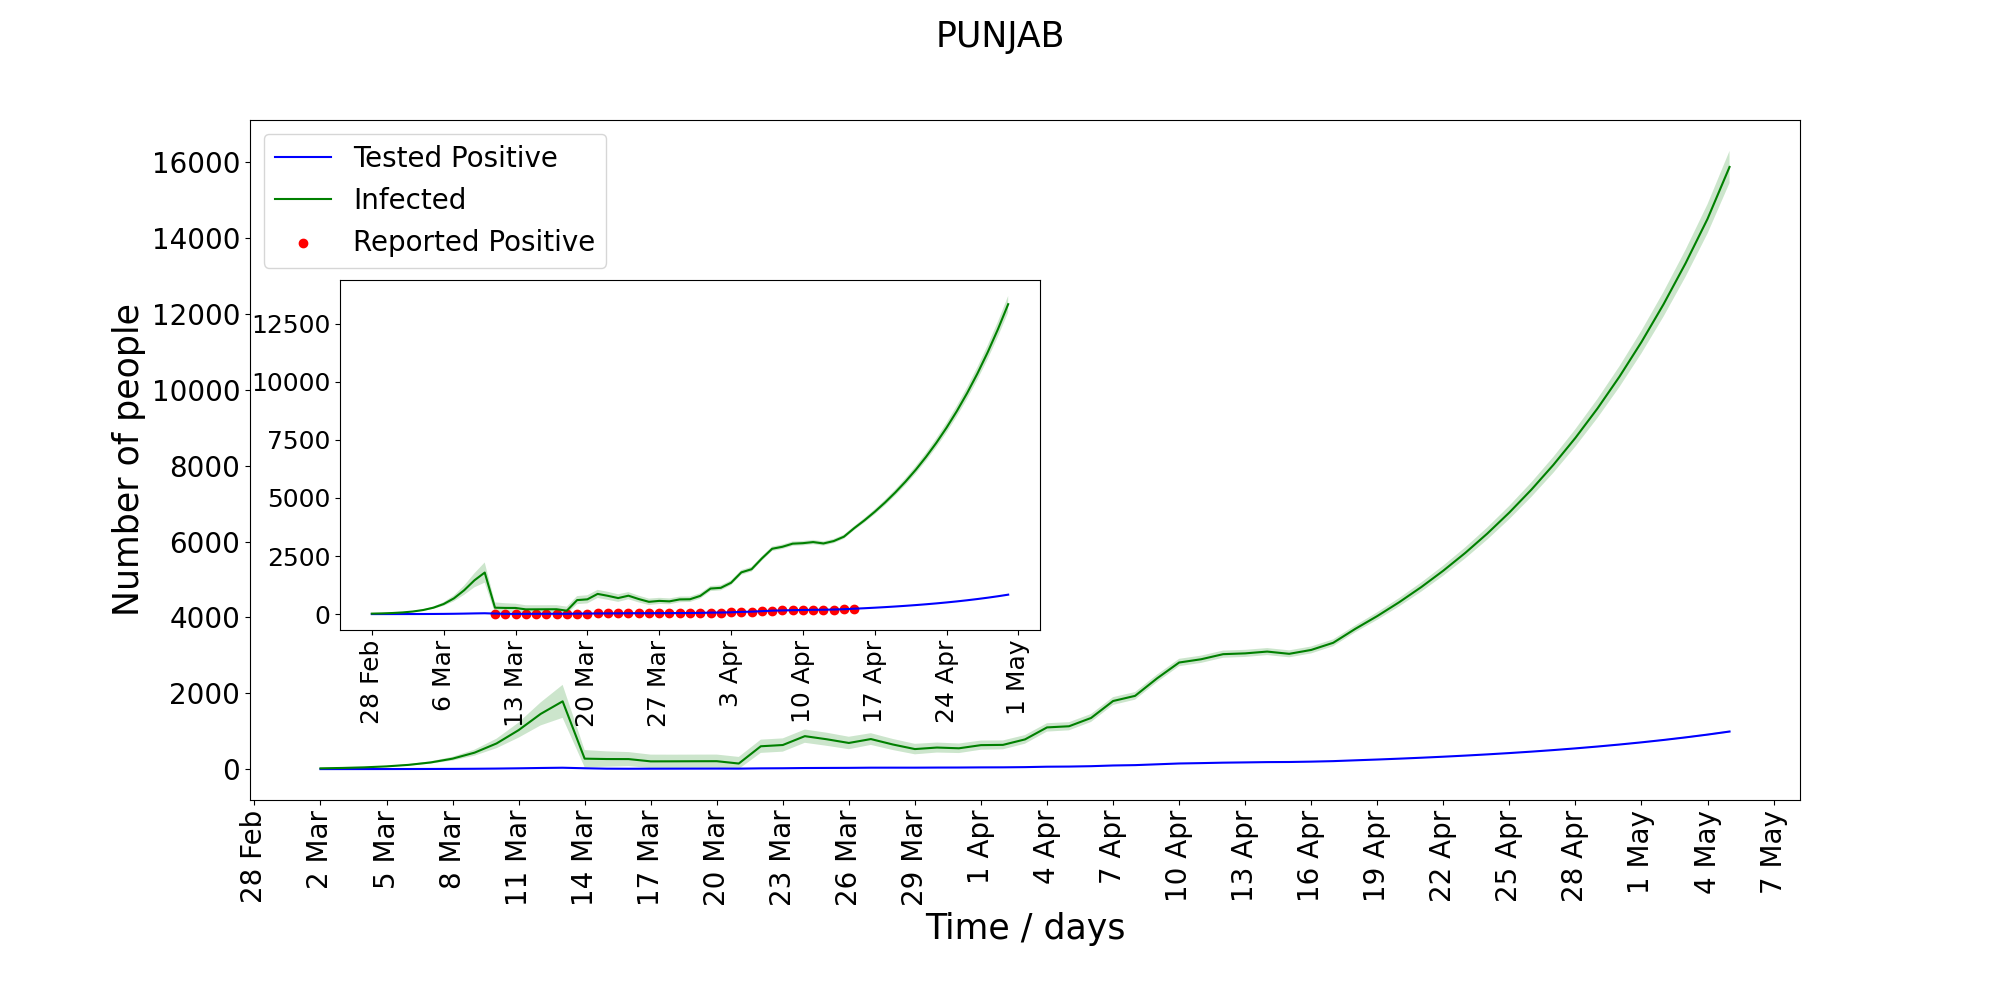 PUNJAB
Tested Positive
Infected
Reported Positive
16000
14000
12000
10000
8000
6000
4000
2000
0
Number of people
12500
10000
7500
5000
2500
0
28 Feb
6 Mar
13 Mar
20 Mar
27 Mar
3 Apr
10 Apr
17 Apr
24 Apr
1 May
28 Feb
2 Mar
5 Mar
8 Mar
11 Mar
14 Mar
17 Mar
20 Mar
23 Mar
26 Mar
29 Mar
1 Apr
4 Apr
7 Apr
10 Apr
13 Apr
16 Apr
19 Apr
22 Apr
25 Apr
28 Apr
1 May
4 May
7 May
Time / days